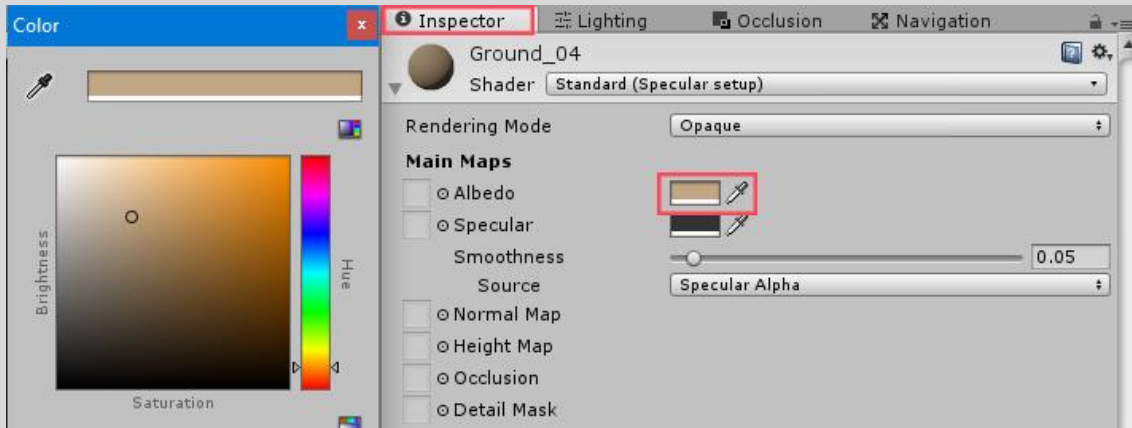 Color
x
Brightness
Hue
Saturation
Inspector Lighting Occlusion Navigation
Ground_04
Shader Standard (Specular setup)
Rendering Mode Opaque
Main Maps
Albedo
Specular
Smoothness 0.05
Source Specular Alpha
Normal Map
Height Map
Occlusion
Detail Mask